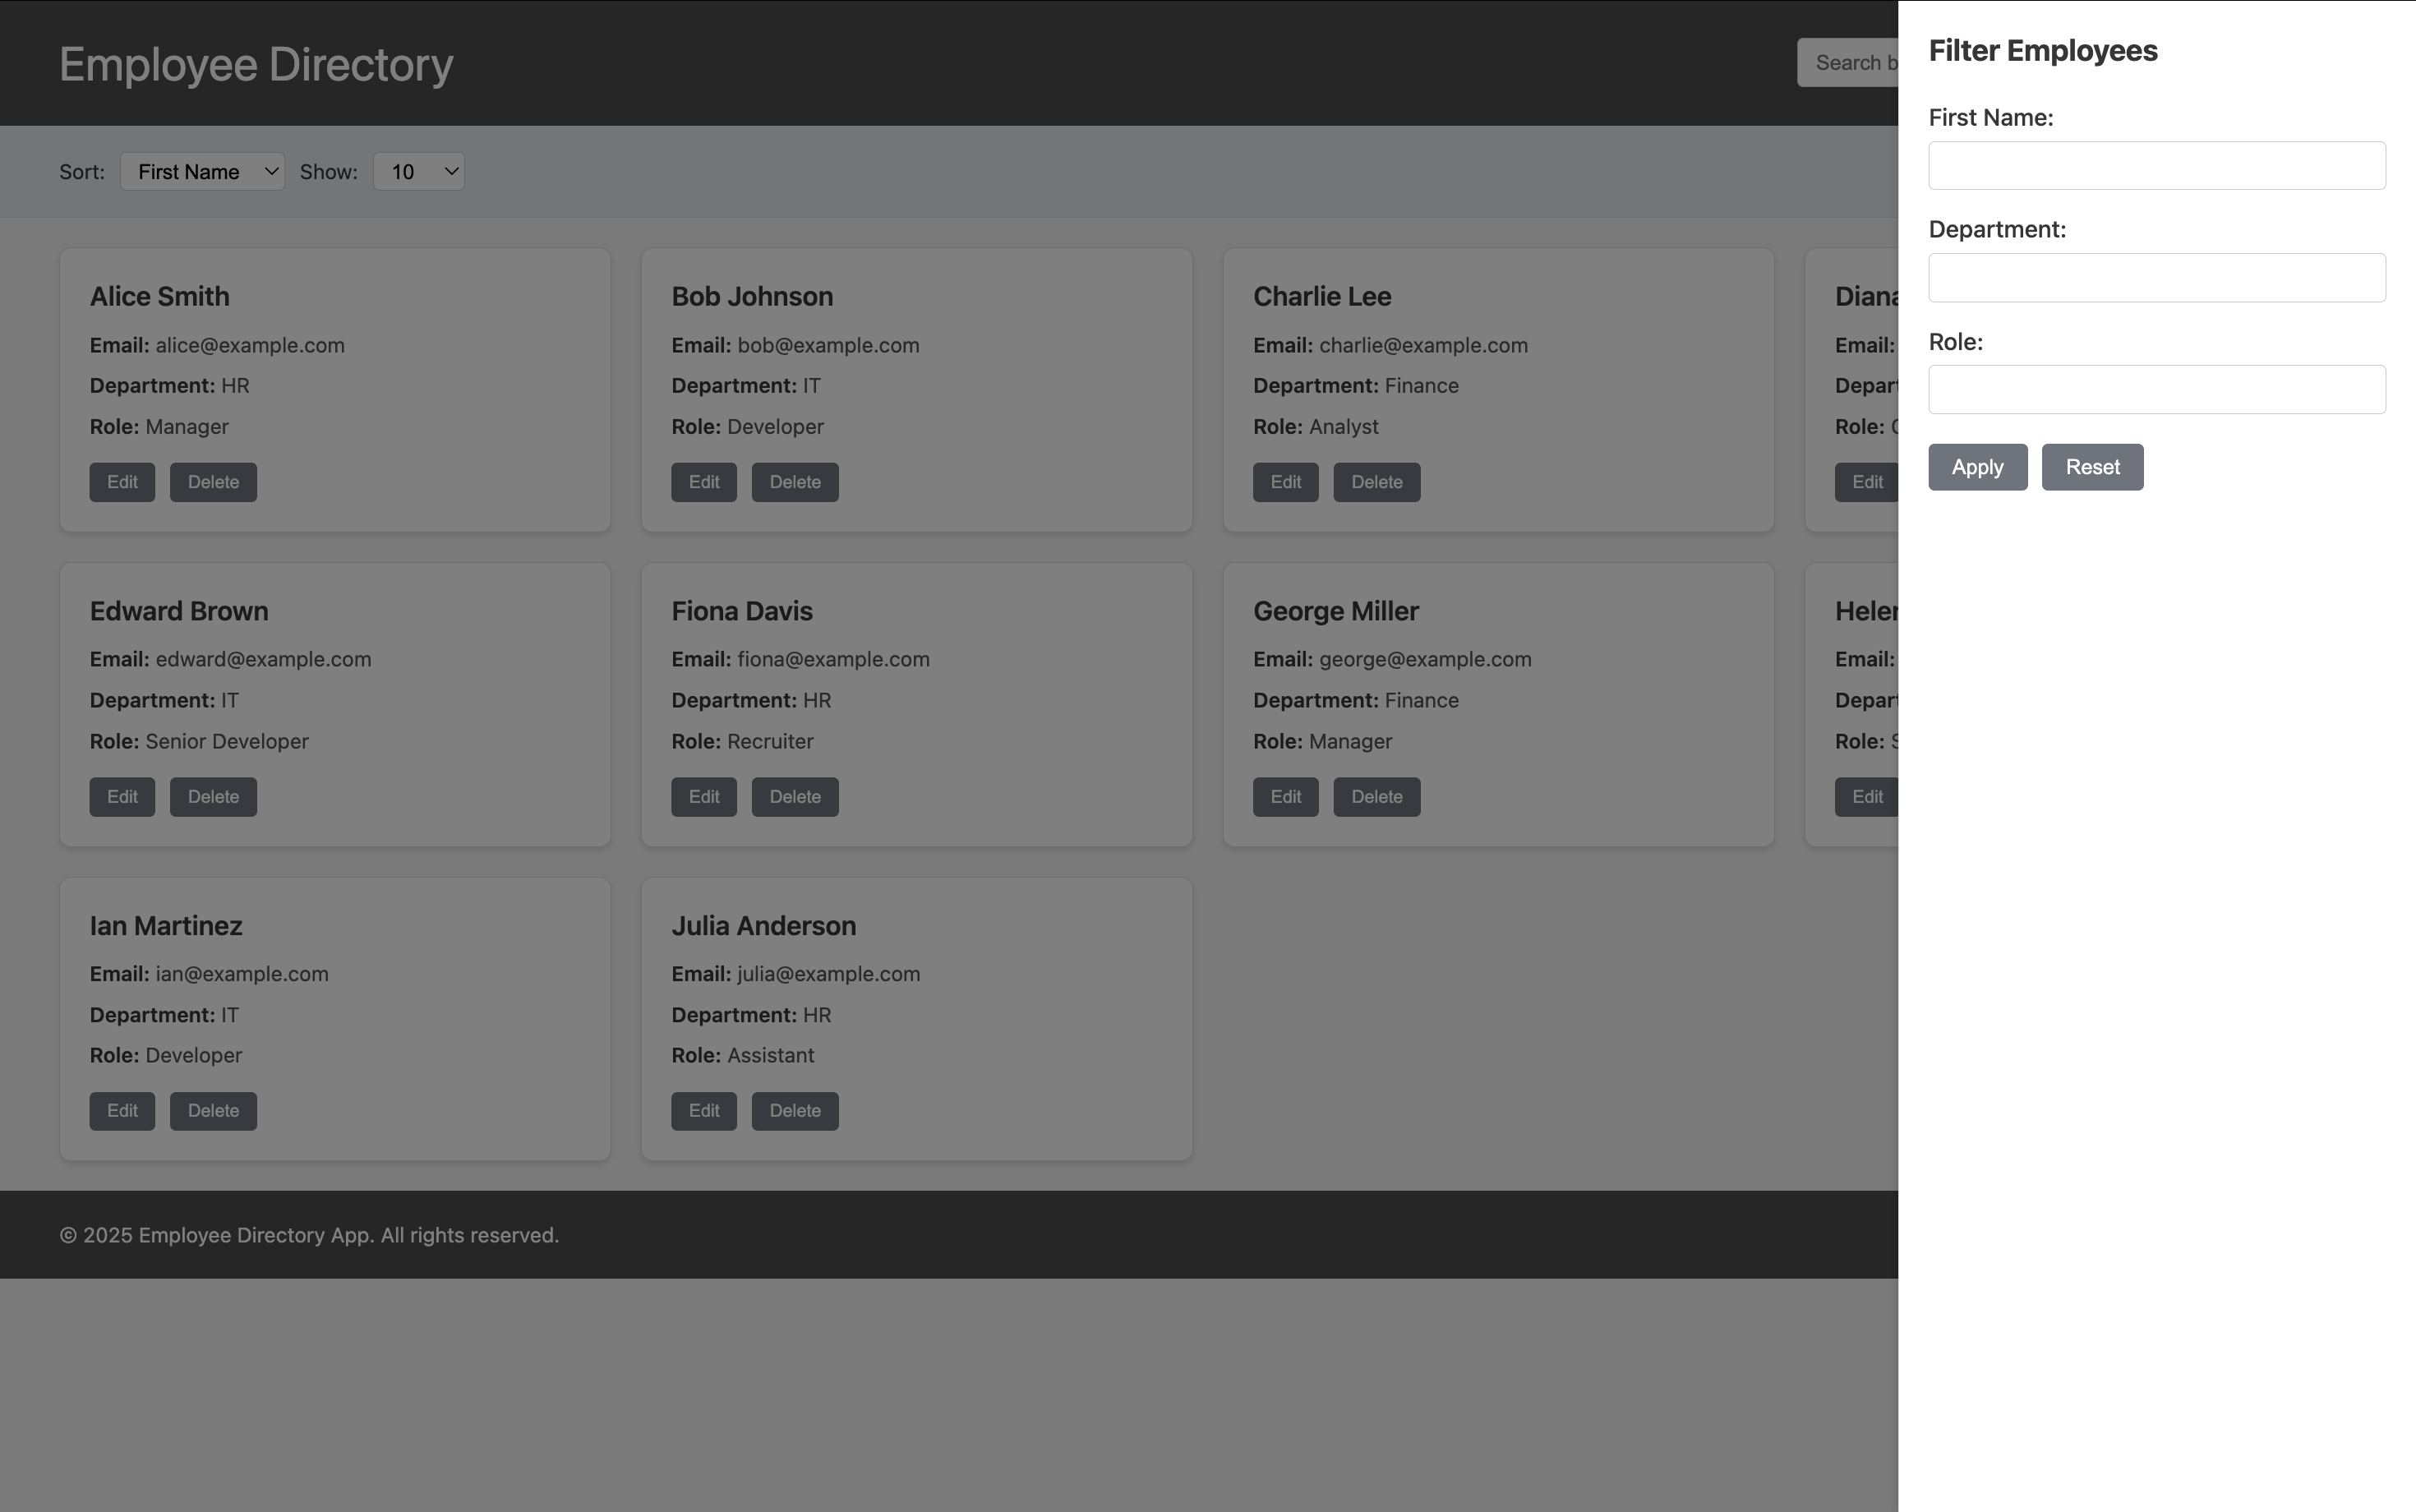 Employee Directory
Search b
Sort: First Name Show: 10
Alice Smith
Email: alice@example.com
Department: HR
Role: Manager
Edit Delete
Bob Johnson
Email: bob@example.com
Department: IT
Role: Developer
Edit Delete
Charlie Lee
Email: charlie@example.com
Department: Finance
Role: Analyst
Edit Delete
Diana
Email:
Depart
Role:
Edit
Edward Brown
Email: edward@example.com
Department: IT
Role: Senior Developer
Edit Delete
Fiona Davis
Email: fiona@example.com
Department: HR
Role: Recruiter
Edit Delete
George Miller
Email: george@example.com
Department: Finance
Role: Manager
Edit Delete
Helen
Email:
Depart
Role: S
Edit
Ian Martinez
Email: ian@example.com
Department: IT
Role: Developer
Edit Delete
Julia Anderson
Email: julia@example.com
Department: HR
Role: Assistant
Edit Delete
© 2025 Employee Directory App. All rights reserved.
Filter Employees
First Name:
Department:
Role:
Apply Reset